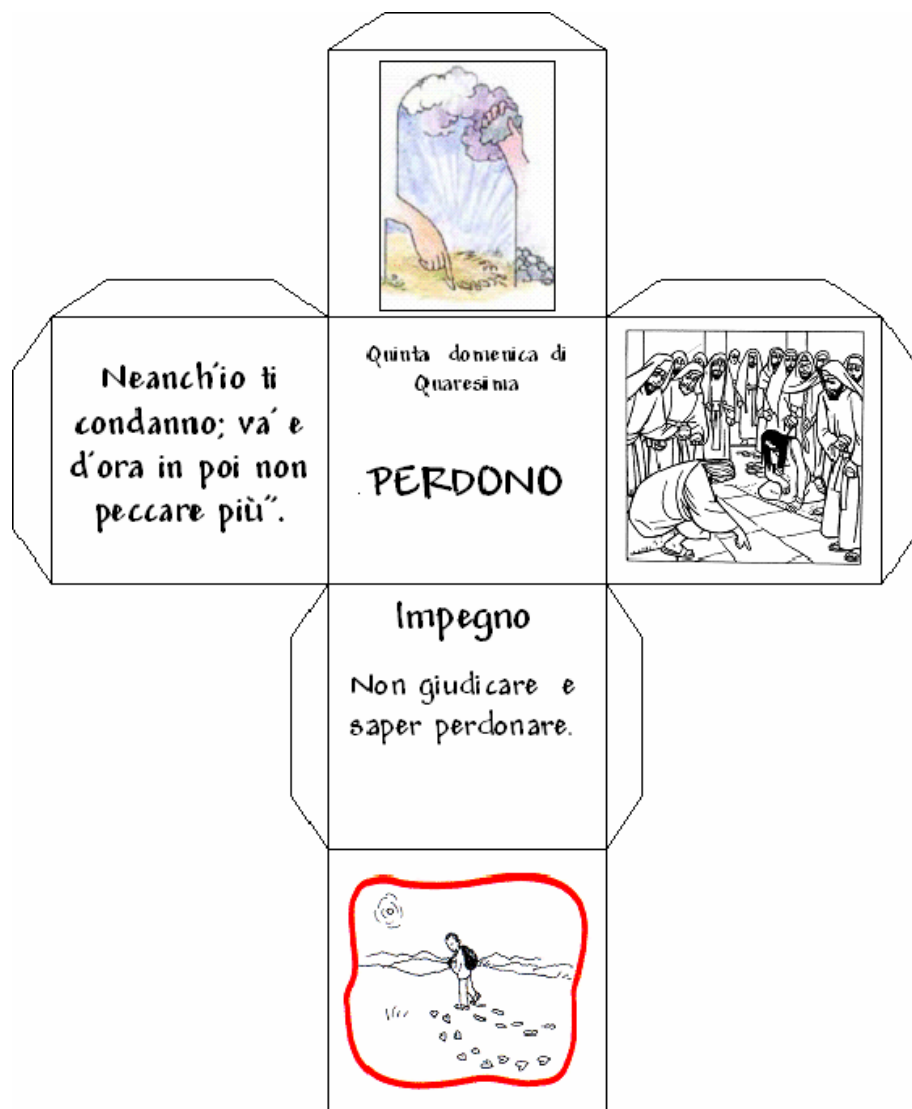 Neanch'io ti
condanno; va' e
d'ora in poi non
peccare più".
Quinta domenica di
Quaresima
PERDONO
Impegno
Non giudicare e
saper perdonare.